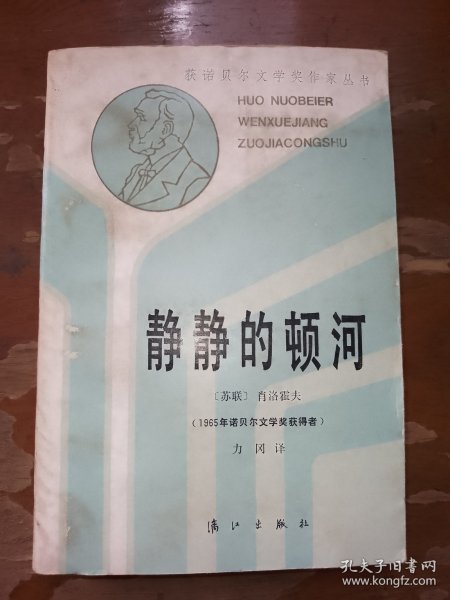 获诺贝尔文学奖作家丛书
HUO NUOBEIER
WENXUEJIANG
ZUOJIACONGSHU
静静的顿河
〔苏联〕肖洛霍夫
(1965年诺贝尔文学奖获得者)
力冈译
漓江出版社
孔夫子旧书网
www.kongfz.com